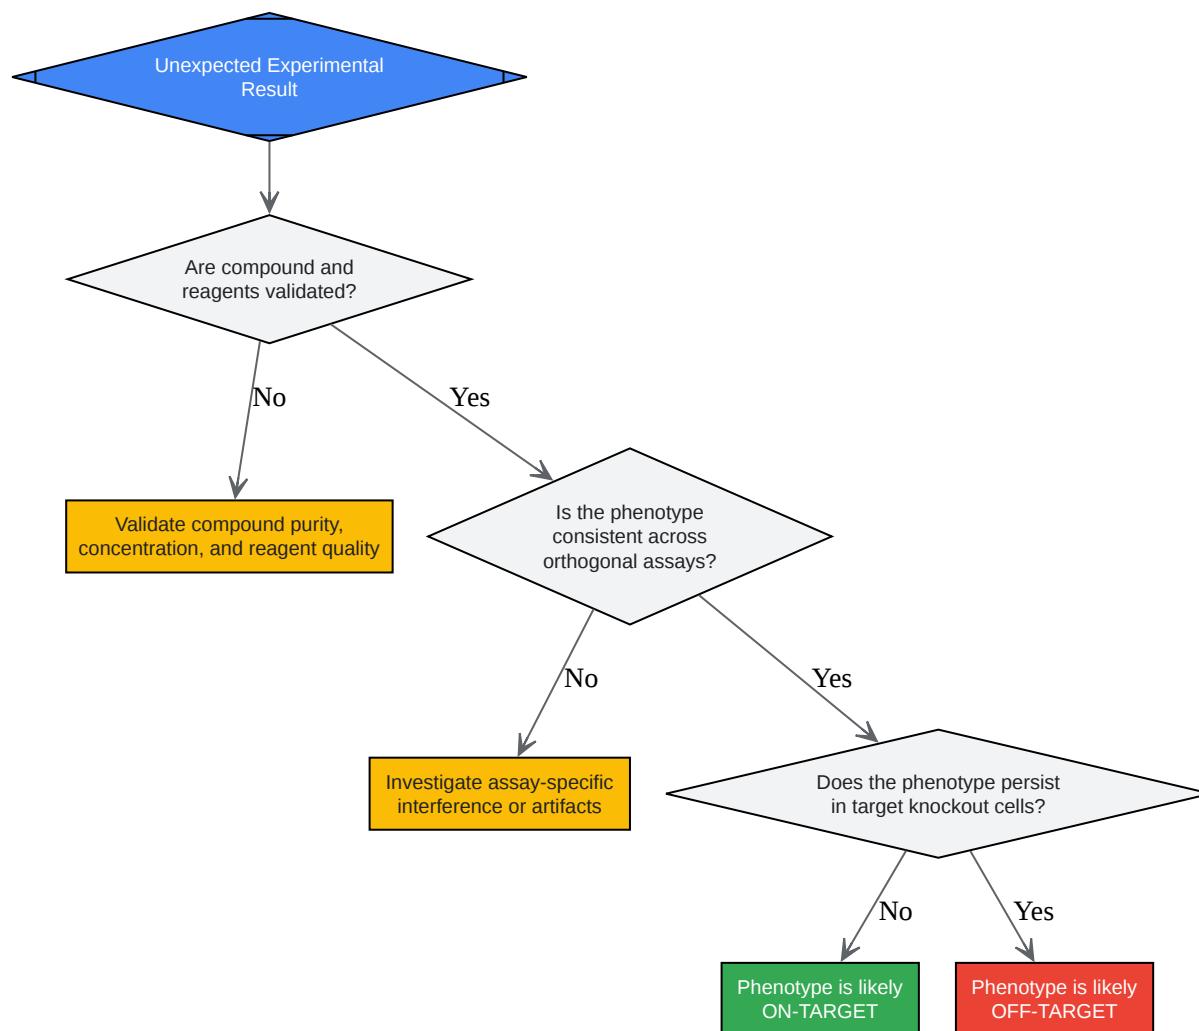 Unexpected Experimental
Result
Are compound and
reagents validated?
No
Yes
Validate compound purity,
concentration, and reagent quality
Is the phenotype
consistent across
orthogonal assays?
No
Yes
Investigate assay-specific
interference or artifacts
Does the phenotype persist
in target knockout cells?
No
Yes
Phenotype is likely
ON-TARGET
Phenotype is likely
OFF-TARGET